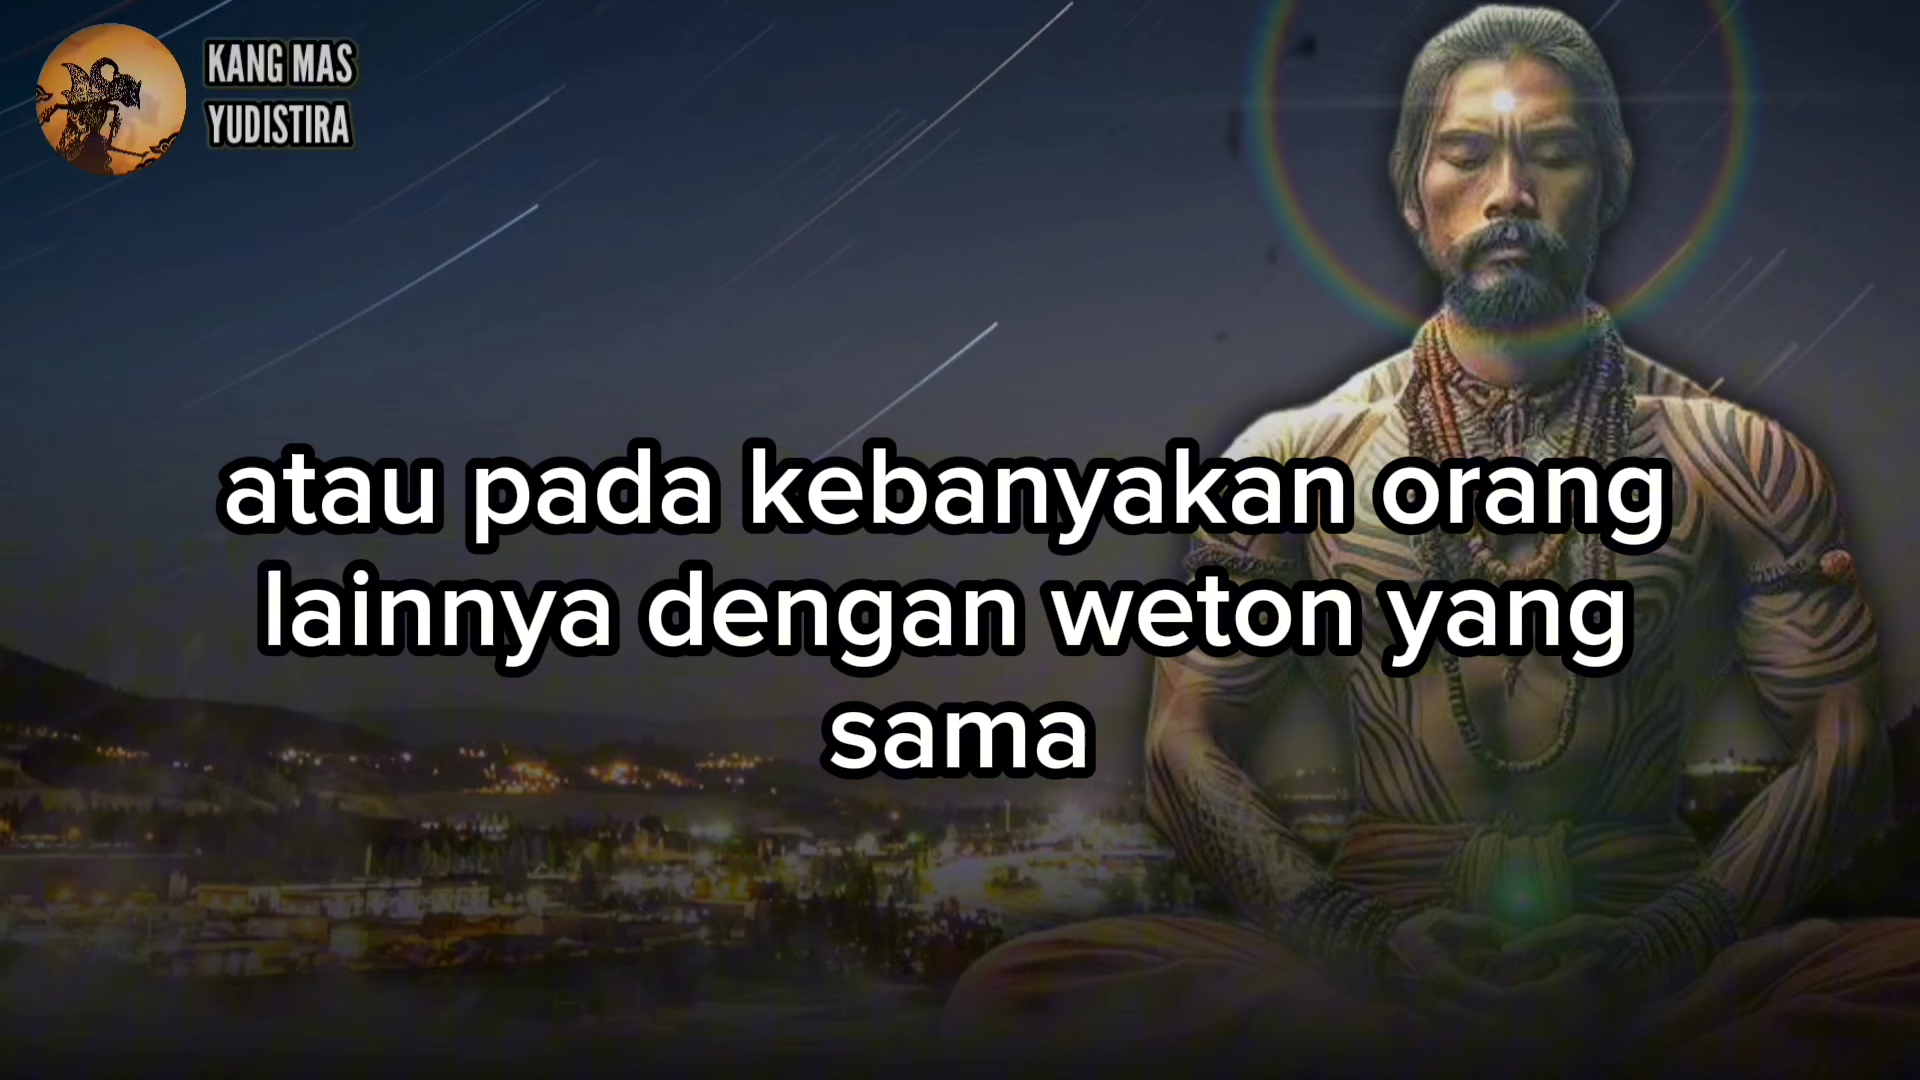 KANG MAS
YUDISTIRA
atau pada kebanyakan orang
lainnya dengan weton yang
sama